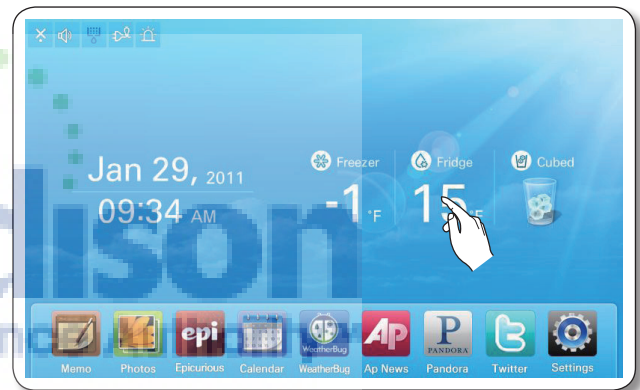 Jan 29, 2011
09:34 AM
Freezer
-1 °F
Fridge
15 °F
Cubed
epi
WeatherBug
AP
P
PANDORA
Memo
Photos
Epicurious
Calendar
WeatherBug
Ap News
Pandora
Twitter
Settings
dison